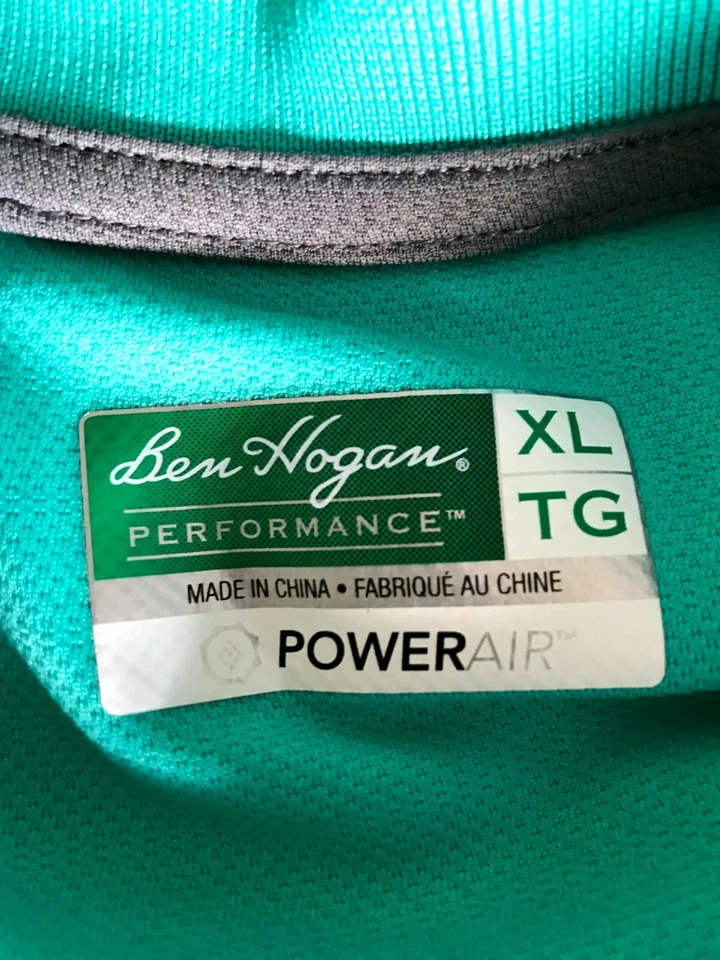 Ben Hogan®
PERFORMANCE™
XL
TG
MADE IN CHINA • FABRIQUÉ AU CHINE
POWERAIR™